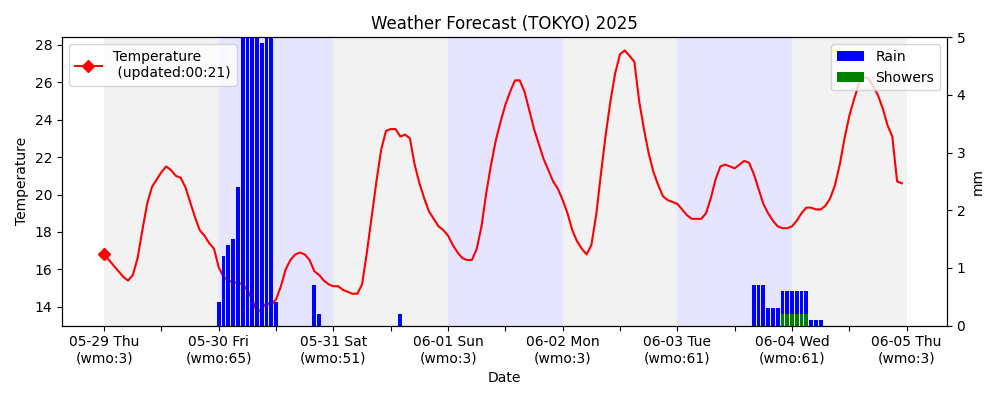 Weather Forecast (TOKYO) 2025
Temperature
(updated:00:21)
Rain
Showers
Temperature
28
26
24
22
20
18
16
14
5
4
3
2
1
0
mm
05-29 Thu
(wmo:3)
05-30 Fri
(wmo:65)
05-31 Sat
(wmo:51)
06-01 Sun
(wmo:3)
06-02 Mon
(wmo:3)
06-03 Tue
(wmo:61)
06-04 Wed
(wmo:61)
06-05 Thu
(wmo:3)
Date